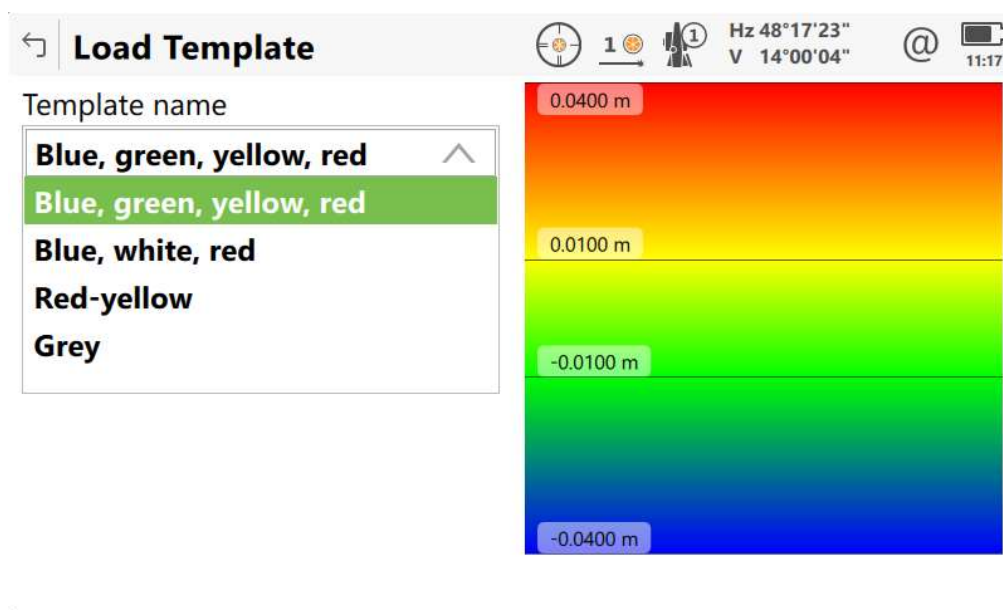 Load Template
1
1
Hz 48°17'23"
V 14°00'04"
@
11:17
Template name
Blue, green, yellow, red
Blue, green, yellow, red
Blue, white, red
Red-yellow
Grey
0.0400 m
0.0100 m
-0.0100 m
-0.0400 m